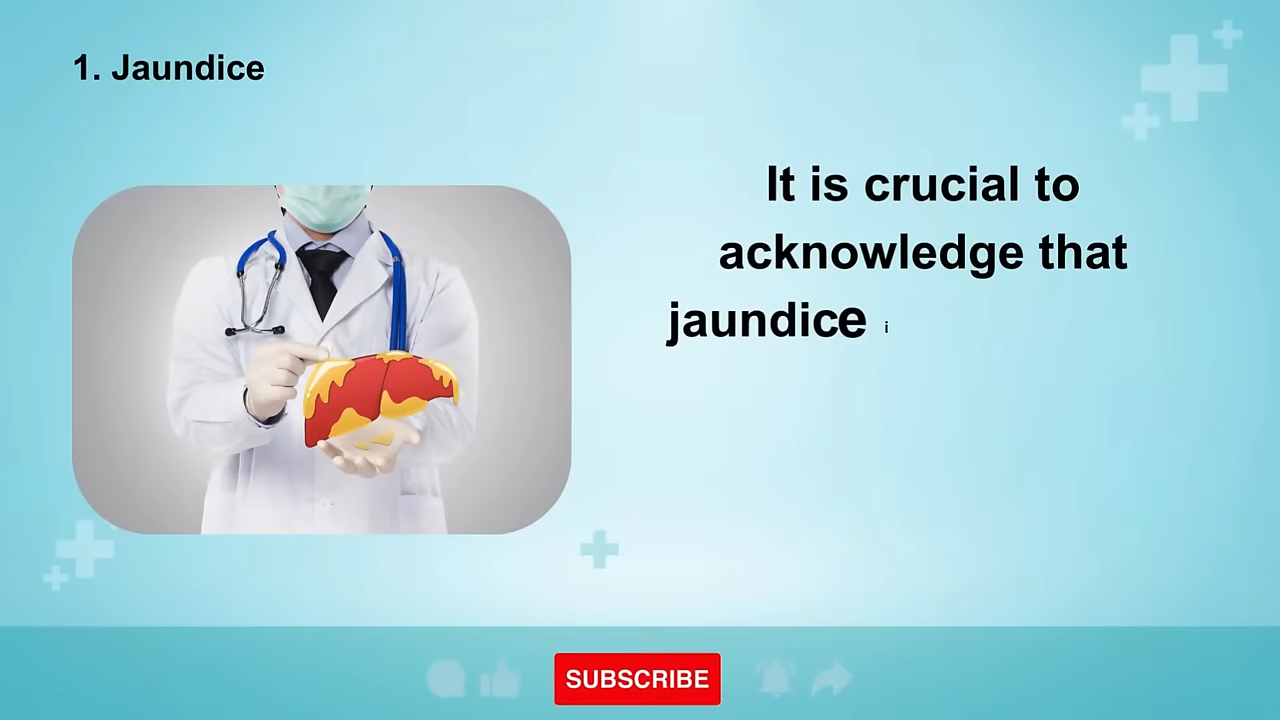 1. Jaundice
It is crucial to
acknowledge that
jaundice i
SUBSCRIBE